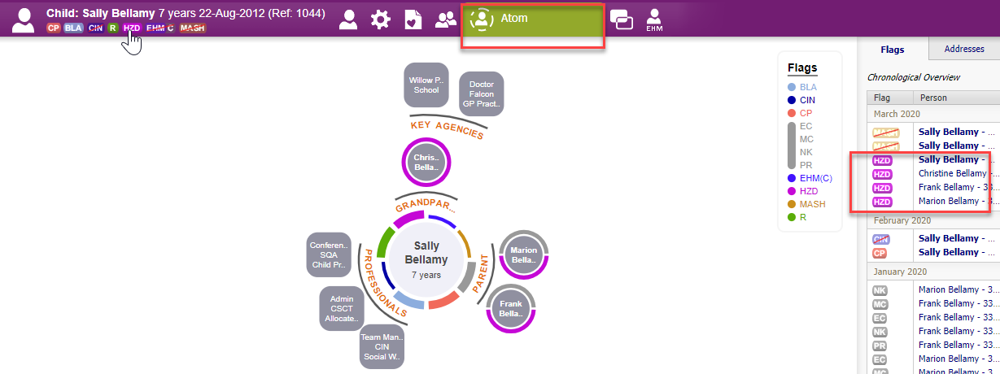 Child: Sally Bellamy 7 years 22-Aug-2012 (Ref: 1044)
CP BLA CIN R HZD EHM C MASH
Atom
EHM
Flags
BLA
CIN
CP
EC
MC
NK
PR
EHM(C)
HZD
MASH
R
Willow P..
School
Doctor
Falcon
GP Pract..
KEY AGENCIES
Chris..
Bella..
GRANDPAR...
Sally
Bellamy
7 years
PARENT
Marion
Bella..
Frank
Bella..
PROFESSIONALS
Conferen..
SQA
Child Pr..
Admin
CSCT
Allocate..
Team Man..
CIN
Social W..
Flags
Addresses
Chronological Overview
Flag Person
March 2020
MASH Sally Bellamy - ...
MASH Sally Bellamy - ...
HZD Sally Bellamy - ...
HZD Christine Bellamy - ...
HZD Frank Bellamy - 33...
HZD Marion Bellamy - 3...
February 2020
CIN Sally Bellamy - ...
CP Sally Bellamy - ...
January 2020
NK Marion Bellamy - 3...
MC Frank Bellamy - 33...
EC Frank Bellamy - 33...
NK Frank Bellamy - 33...
PR Frank Bellamy - 33...
EC Marion Bellamy - 3...
MC Marion Bellamy - 3...